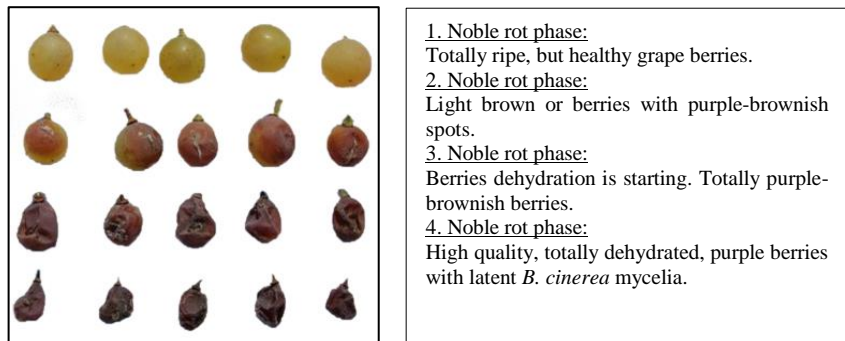 1. Noble rot phase:
Totally ripe, but healthy grape berries.
2. Noble rot phase:
Light brown or berries with purple-brownish
spots.
3. Noble rot phase:
Berries dehydration is starting. Totally purple-
brownish berries.
4. Noble rot phase:
High quality, totally dehydrated, purple berries
with latent B. cinerea mycelia.